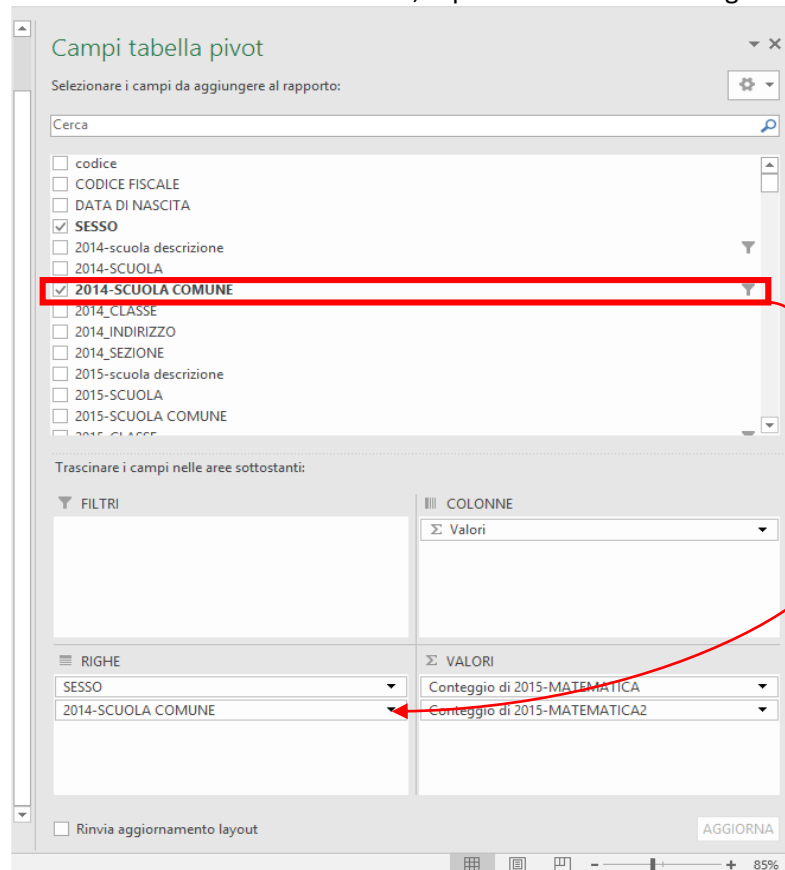 Campi tabella pivot
Selezionare i campi da aggiungere al rapporto:
Cerca
codice
CODICE FISCALE
DATA DI NASCITA
SESSO
2014-scuola descrizione
2014-SCUOLA
2014-SCUOLA COMUNE
2014_CLASSE
2014_INDIRIZZO
2014_SEZIONE
2015-scuola descrizione
2015-SCUOLA
2015-SCUOLA COMUNE
Trascinare i campi nelle aree sottostanti:
FILTRI
COLONNE
Σ Valori
RIGHE
Σ VALORI
SESSO
Conteggio di 2015-MATEMATICA
2014-SCUOLA COMUNE
Conteggio di 2015-MATEMATICA2
Rinvia aggiornamento layout
AGGIORNA
85%